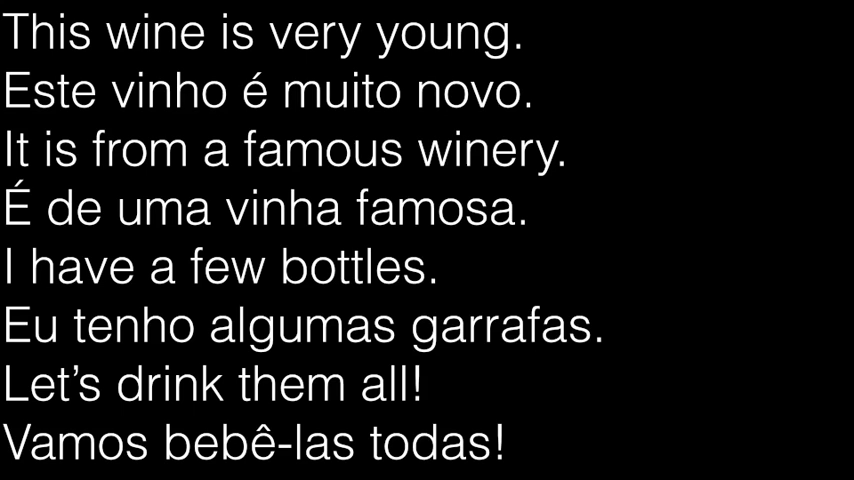 This wine is very young.
Este vinho é muito novo.
It is from a famous winery.
É de uma vinha famosa.
I have a few bottles.
Eu tenho algumas garrafas.
Let’s drink them all!
Vamos bebê-las todas!